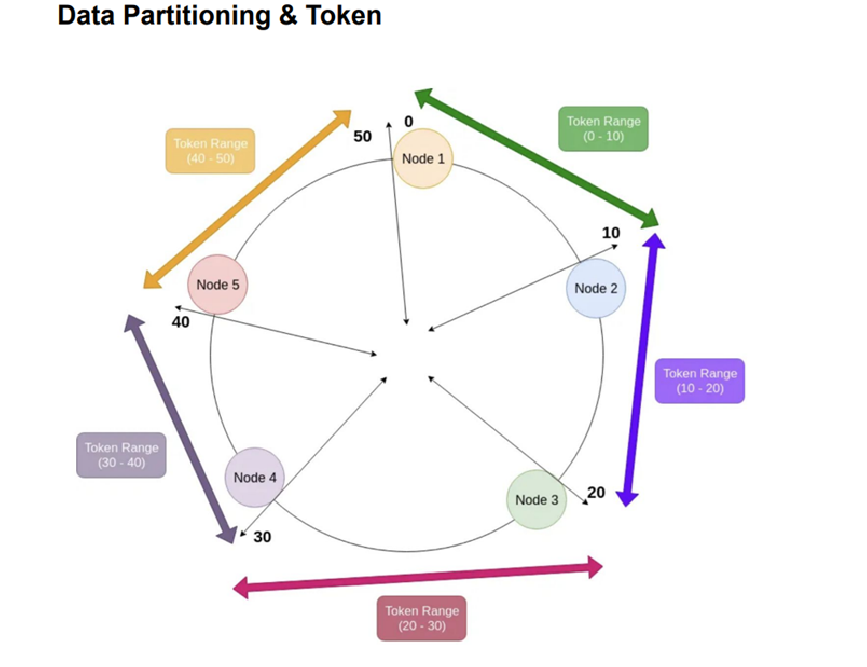 Data Partitioning & Token
0
50
Token Range
(0 - 10)
Token Range
(40 - 50)
Node 1
10
Node 5
Node 2
40
Token Range
(10 - 20)
Token Range
(30 - 40)
Node 4
Node 3
20
30
Token Range
(20 - 30)